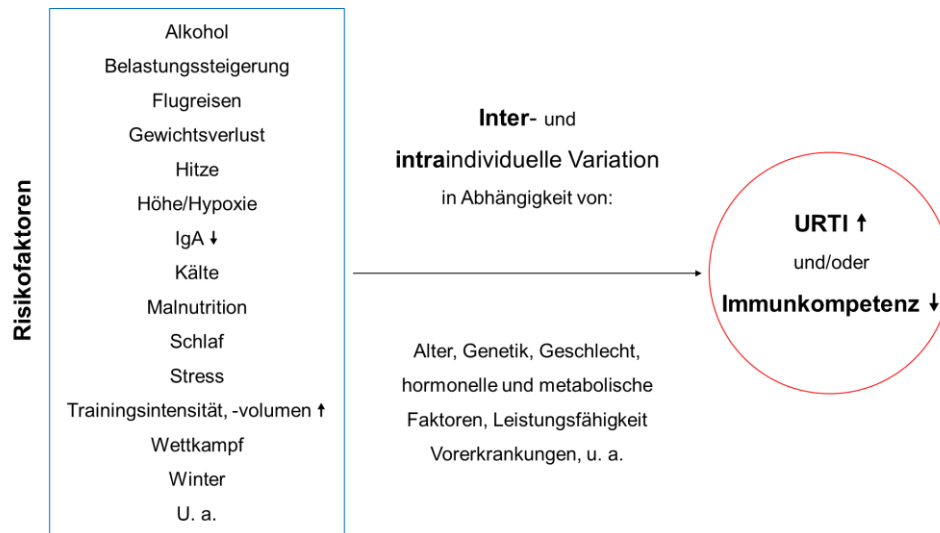 Risikofaktoren
Alkohol
Belastungssteigerung
Flugreisen
Gewichtsverlust
Hitze
Höhe/Hypoxie
IgA ↓
Kälte
Malnutrition
Schlaf
Stress
Trainingsintensität, -volumen ↑
Wettkampf
Winter
U. a.
Inter- und
intraindividuelle Variation
in Abhängigkeit von:
Alter, Genetik, Geschlecht,
hormonelle und metabolische
Faktoren, Leistungsfähigkeit
Vorerkrankungen, u. a.
URTI ↑
und/oder
Immunkompetenz ↓